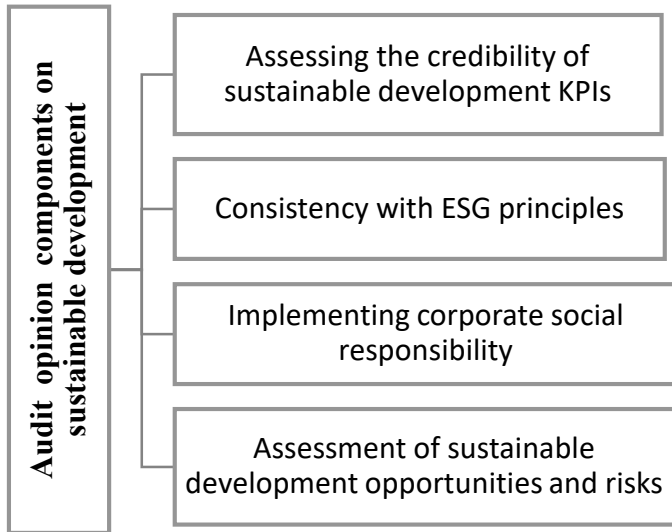 Audit opinion components on
sustainable development
Assessing the credibility of
sustainable development KPIs
Consistency with ESG principles
Implementing corporate social
responsibility
Assessment of sustainable
development opportunities and risks